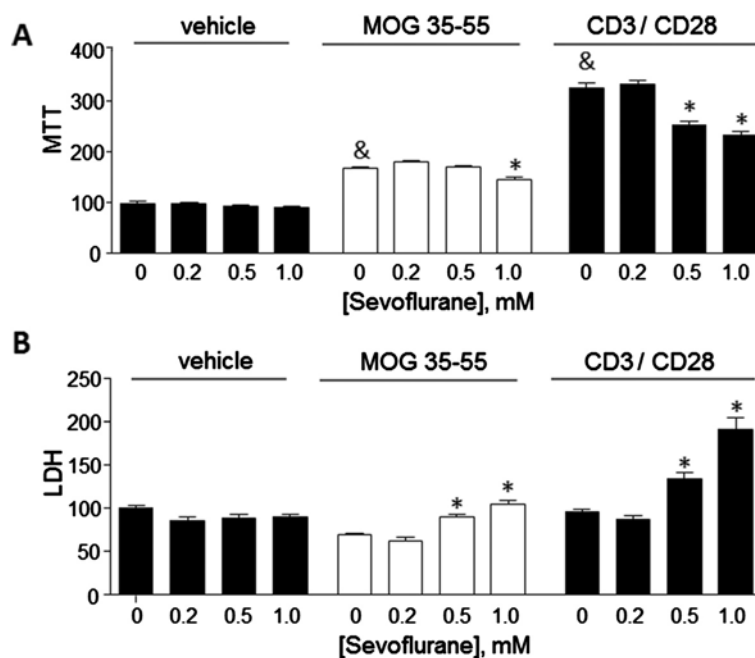 A
vehicle MOG 35-55 CD3 / CD28
MTT
400
300
200
100
0
& & * * *
0 0.2 0.5 1.0 0 0.2 0.5 1.0 0 0.2 0.5 1.0
[Sevoflurane], mM
B
vehicle MOG 35-55 CD3 / CD28
LDH
250
200
150
100
50
0
* * * *
0 0.2 0.5 1.0 0 0.2 0.5 1.0 0 0.2 0.5 1.0
[Sevoflurane], mM